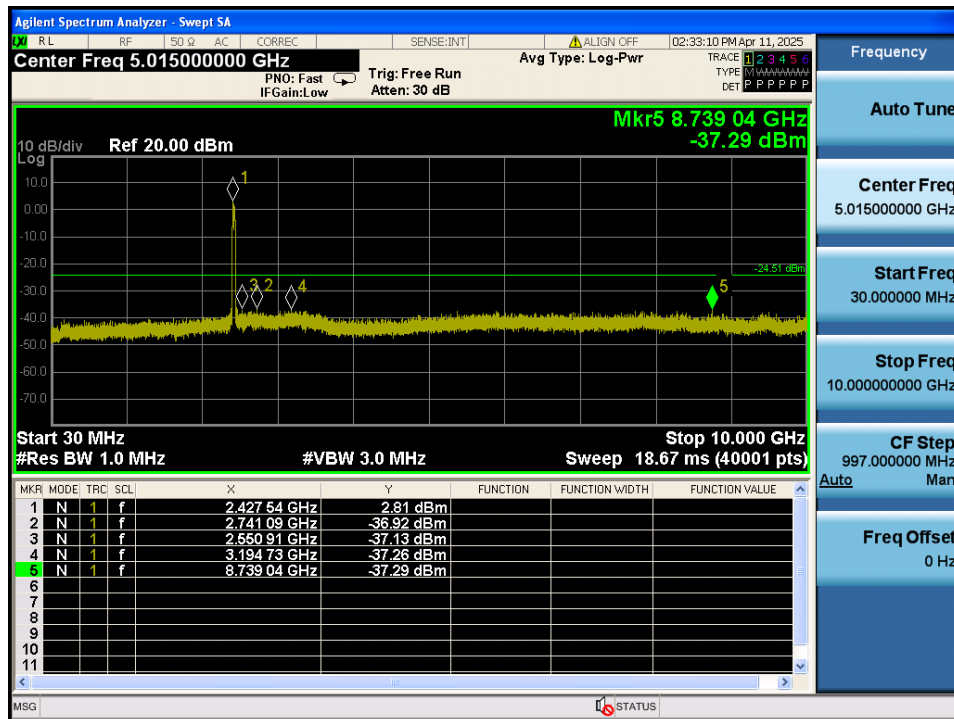 Agilent Spectrum Analyzer - Swept SA
LXI RL RF 50 Ω AC CORREC SENSE:INT ALIGN OFF 02:33:10 PM Apr 11, 2025
Center Freq 5.015000000 GHz
PNO: Fast
IFGain:Low
Trig: Free Run
Atten: 30 dB
Avg Type: Log-Pwr
TRACE 1 2 3 4 5 6
TYPE M WWWWW
DET P P P P P P
Mkr5 8.739 04 GHz
-37.29 dBm
10 dB/div Ref 20.00 dBm
Log
10.0
0.00
-10.0
-20.0
-30.0
-40.0
-50.0
-60.0
-70.0
1
3 2 4
5
-24.51 dBm
Start 30 MHz Stop 10.000 GHz
#Res BW 1.0 MHz #VBW 3.0 MHz Sweep 18.67 ms (40001 pts)
MKR MODE TRC SCL X Y FUNCTION FUNCTION WIDTH FUNCTION VALUE
1 N 1 f 2.427 54 GHz 2.81 dBm
2 N 1 f 2.741 09 GHz -36.92 dBm
3 N 1 f 2.550 91 GHz -37.13 dBm
4 N 1 f 3.194 73 GHz -37.26 dBm
5 N 1 f 8.739 04 GHz -37.29 dBm
6
7
8
9
10
11
MSG STATUS
Frequency
Auto Tune
Center Freq
5.015000000 GHz
Start Freq
30.000000 MHz
Stop Freq
10.000000000 GHz
CF Step
997.000000 MHz
Auto Man
Freq Offset
0 Hz